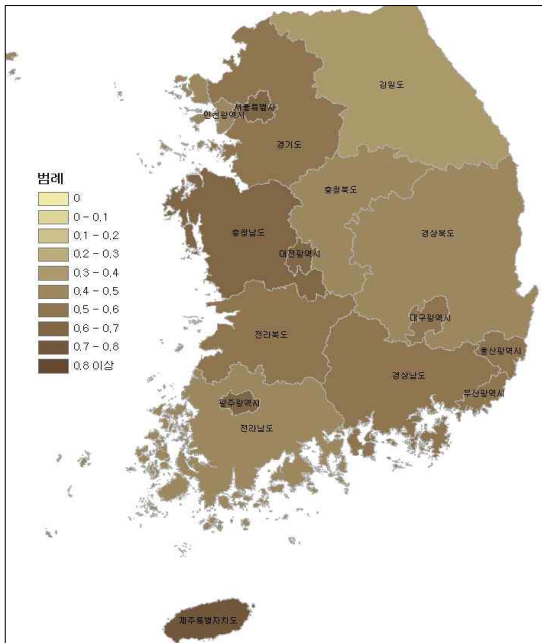 강원도
서울특별시
인천광역시
경기도
범례
0
0 - 0.1
0.1 - 0.2
0.2 - 0.3
0.3 - 0.4
0.4 - 0.5
0.5 - 0.6
0.6 - 0.7
0.7 - 0.8
0.8 이상
충청북도
충청남도
경상북도
대전광역시
대구광역시
전라북도
울산광역시
경상남도
부산광역시
광주광역시
전라남도
제주특별자치도